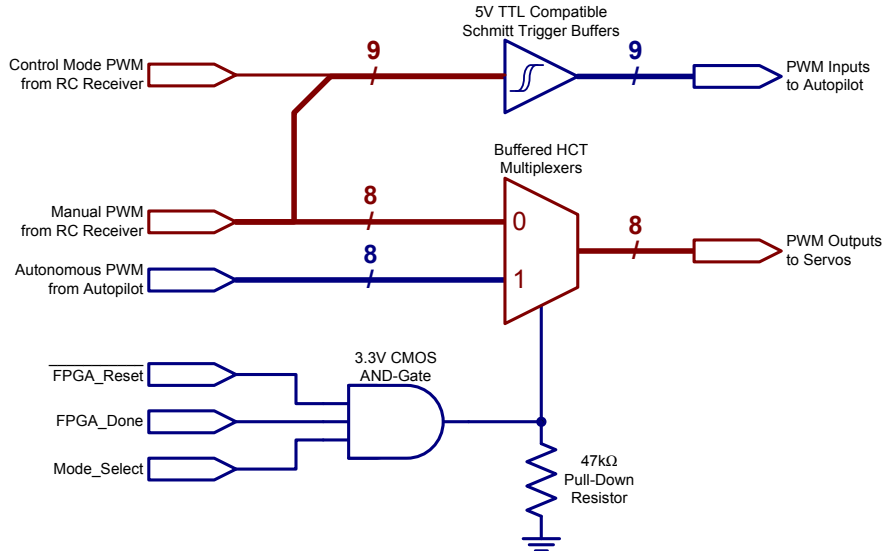 5V TTL Compatible
Schmitt Trigger Buffers
Control Mode PWM
from RC Receiver
9
9
PWM Inputs
to Autopilot
Buffered HCT
Multiplexers
Manual PWM
from RC Receiver
8
0
8
PWM Outputs
to Servos
Autonomous PWM
from Autopilot
8
1
3.3V CMOS
AND-Gate
FPGA_Reset
FPGA_Done
Mode_Select
47kΩ
Pull-Down
Resistor